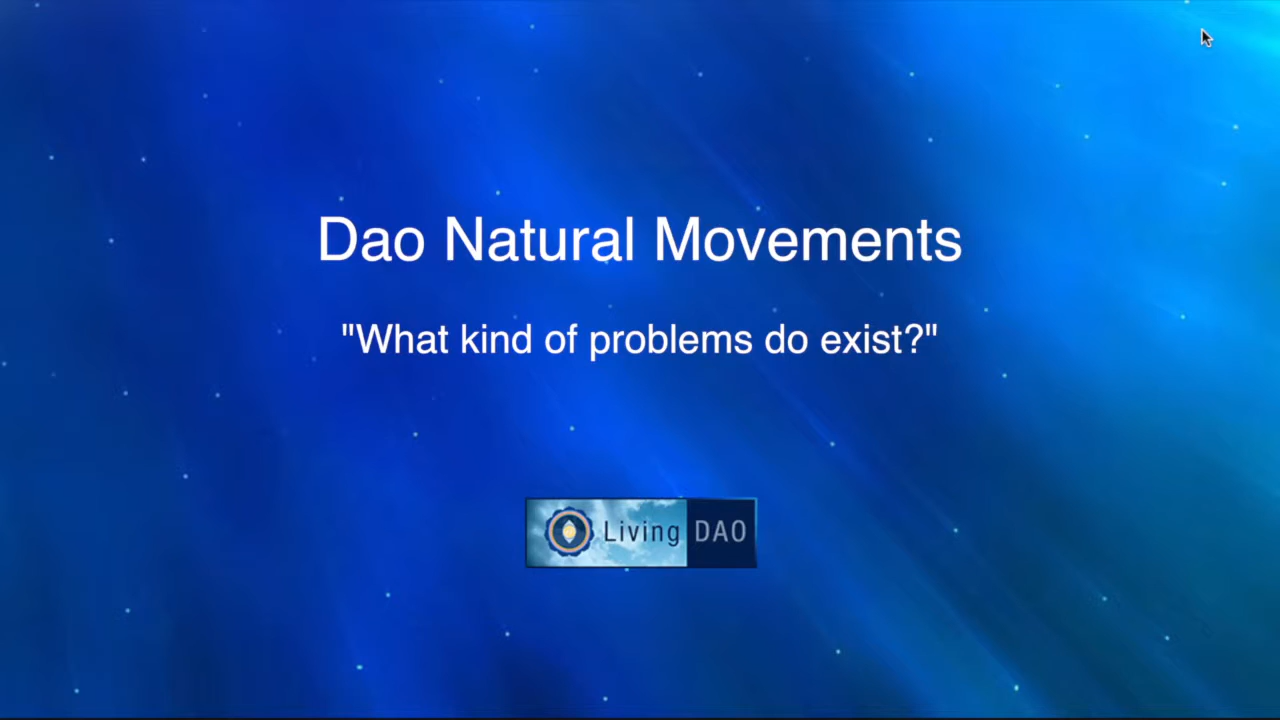 Dao Natural Movements
"What kind of problems do exist?"
Living DAO